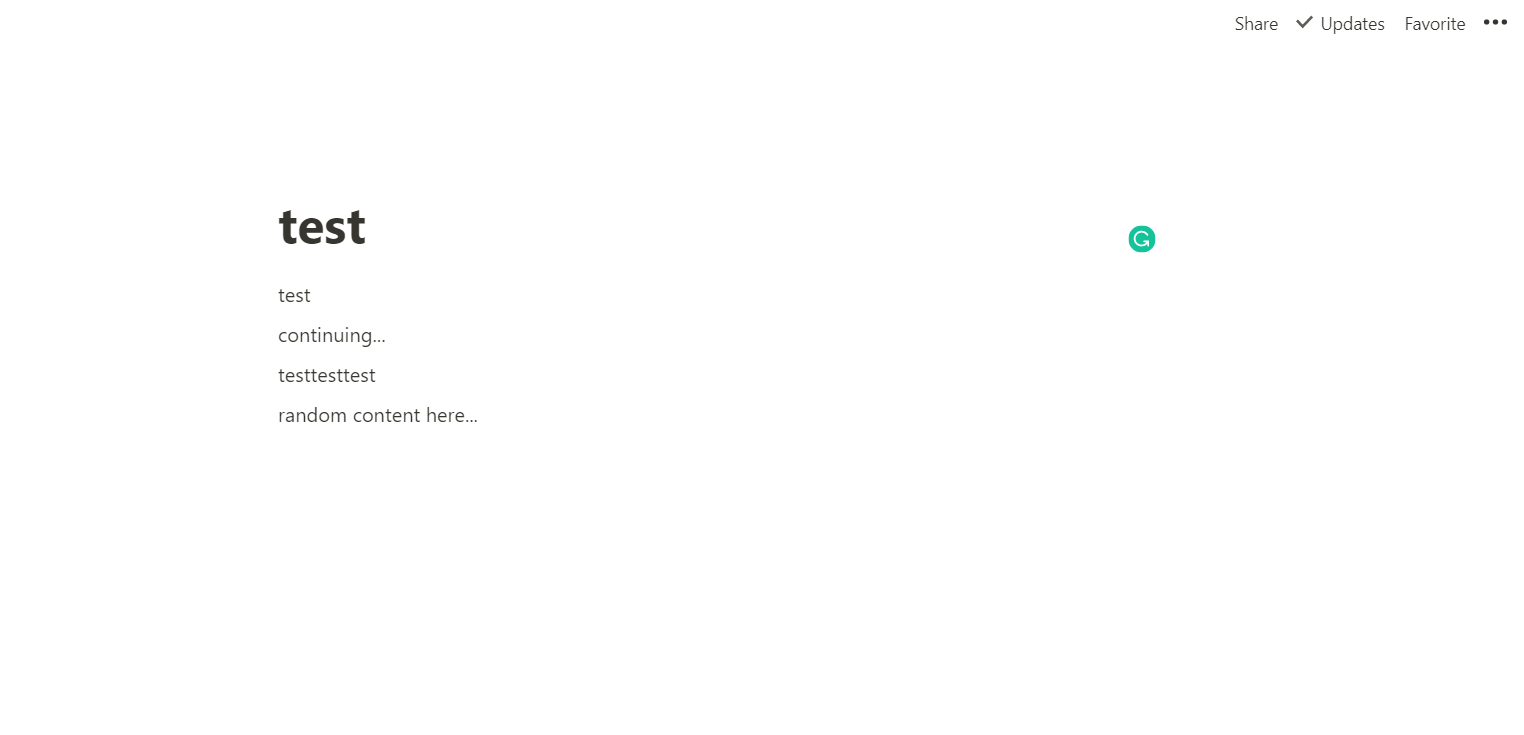 Share Updates Favorite
test
test
continuing...
testtesttest
random content here...